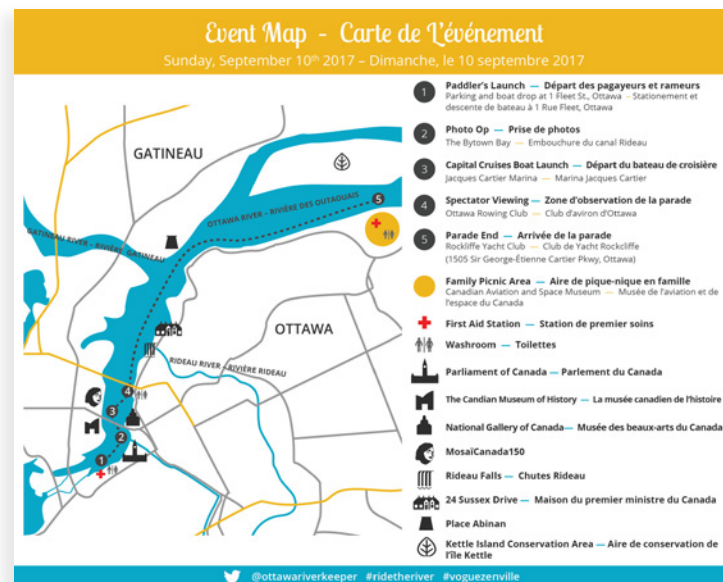 Event Map – Carte de L'événement
Sunday, September 10th 2017 – Dimanche, le 10 septembre 2017
GATINEAU
OTTAWA RIVER – RIVIÈRE DES OUTAOUAIS
GATINEAU RIVER – RIVIÈRE GATINEAU
OTTAWA
RIDEAU RIVER – RIVIÈRE RIDEAU
5
4
3
2
1
1 Paddler's Launch — Départ des pagayeurs et rameurs
Parking and boat drop at 1 Fleet St., Ottawa – Stationement et
descente de bateau à 1 Rue Fleet, Ottawa
2 Photo Op — Prise de photos
The Bytown Bay — Embouchure du canal Rideau
3 Capital Cruises Boat Launch — Départ du bateau de croisière
Jacques Cartier Marina — Marina Jacques Cartier
4 Spectator Viewing — Zone d'observation de la parade
Ottawa Rowing Club — Club d'aviron d'Ottawa
5 Parade End — Arrivée de la parade
Rockliffe Yacht Club — Club de Yacht Rockcliffe
(1505 Sir George-Étienne Cartier Pkwy, Ottawa)
Family Picnic Area — Aire de pique-nique en famille
Canadian Aviation and Space Museum — Musée de l'aviation et de
l'espace du Canada
First Aid Station — Station de premier soins
Washroom — Toilettes
Parliament of Canada — Parlement du Canada
The Candian Museum of History — La musée canadien de l'histoire
National Gallery of Canada— Musée des beaux-arts du Canada
MosaïCanada150
Rideau Falls — Chutes Rideau
24 Sussex Drive — Maison du premier ministre du Canada
Place Abinan
Kettle Island Conservation Area — Aire de conservation de
l'île Kettle
@ottawariverkeeper #ridetheriver #voguezenville